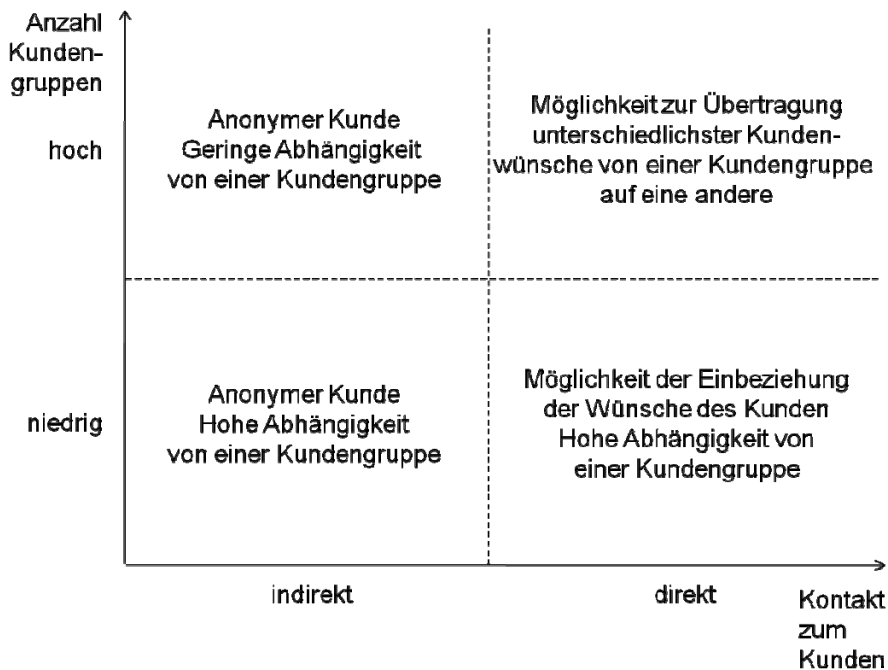 Anzahl
Kunden-
gruppen
hoch
Anonymer Kunde
Geringe Abhängigkeit
von einer Kundengruppe
Möglichkeit zur Übertragung
unterschiedlichster Kunden-
wünsche von einer Kundengruppe
auf eine andere
niedrig
Anonymer Kunde
Hohe Abhängigkeit
von einer Kundengruppe
Möglichkeit der Einbeziehung
der Wünsche des Kunden
Hohe Abhängigkeit von
einer Kundengruppe
indirekt
direkt
Kontakt
zum
Kunden